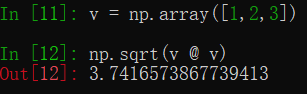 In [11]: v = np.array([1,2,3])
In [12]: np.sqrt(v @ v)
Out[12]: 3.7416573867739413